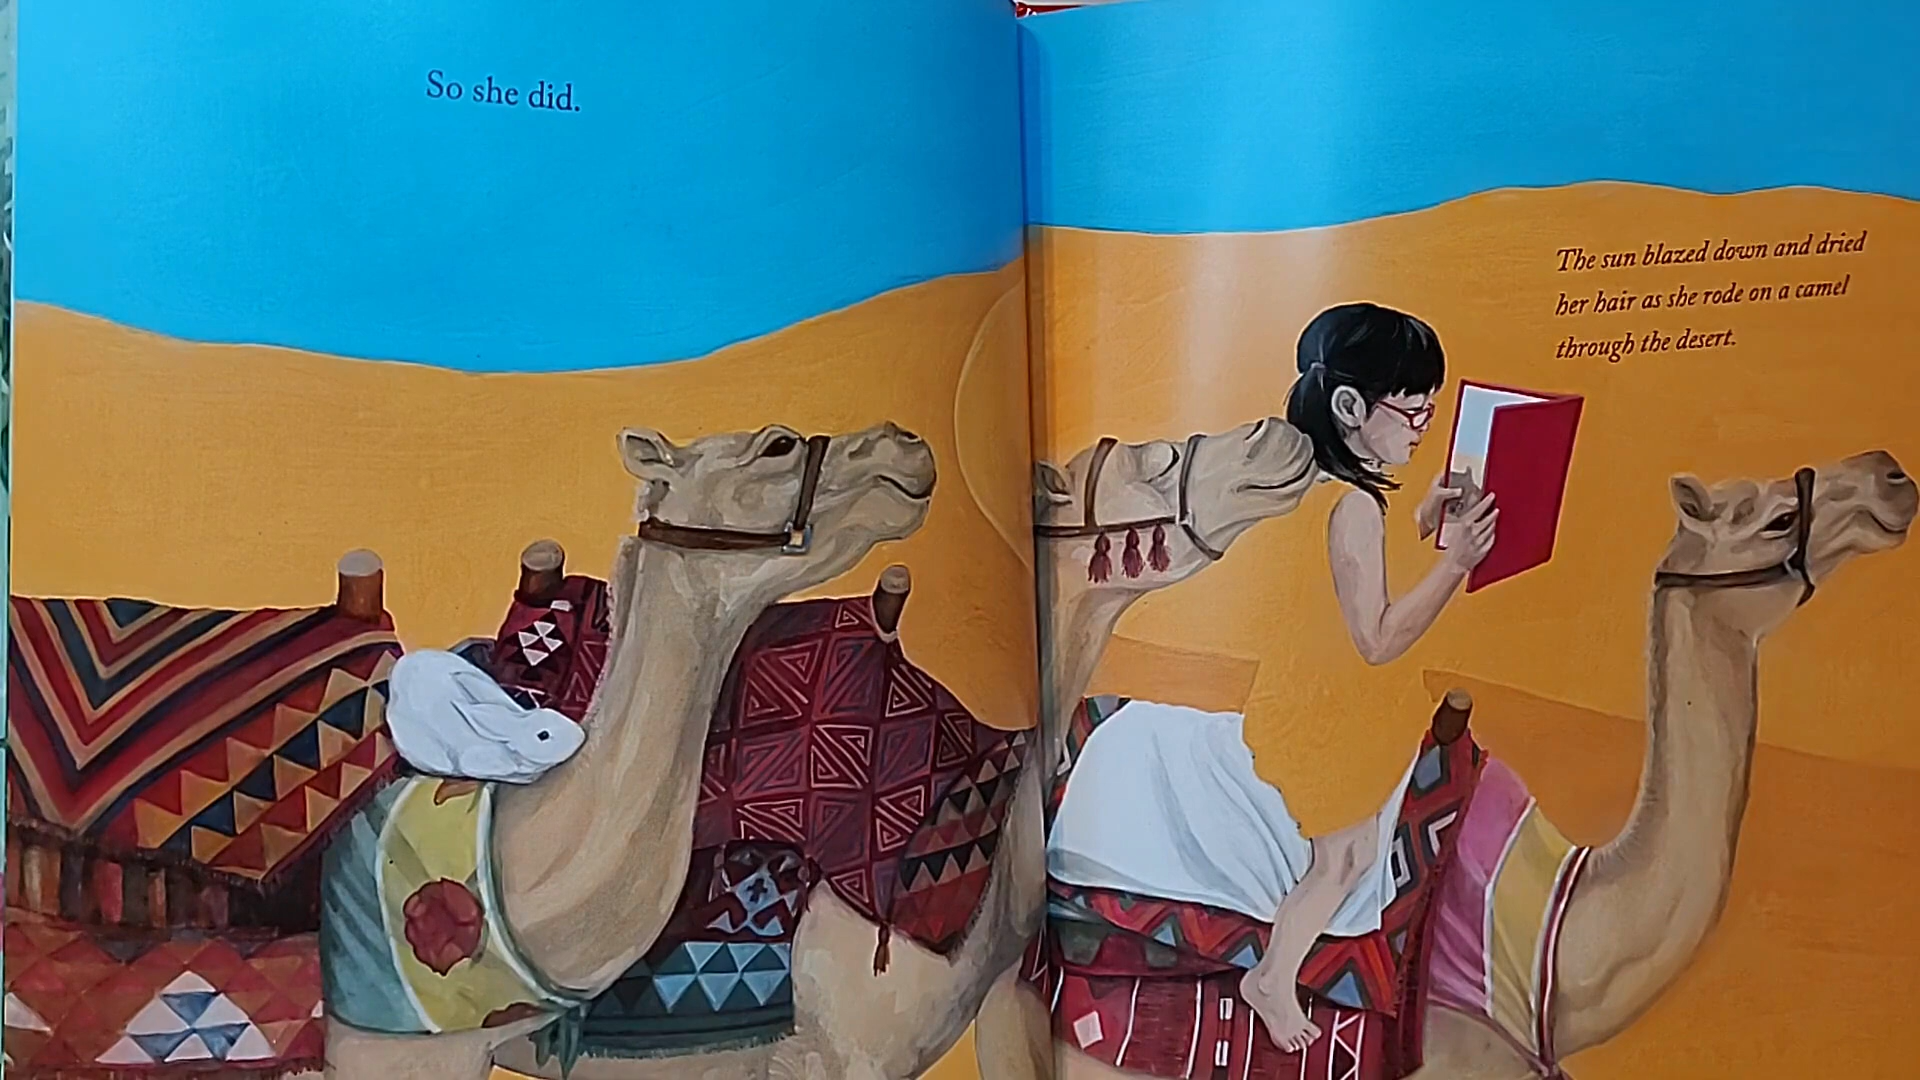 So she did.
The sun blazed down and dried
her hair as she rode on a camel
through the desert.